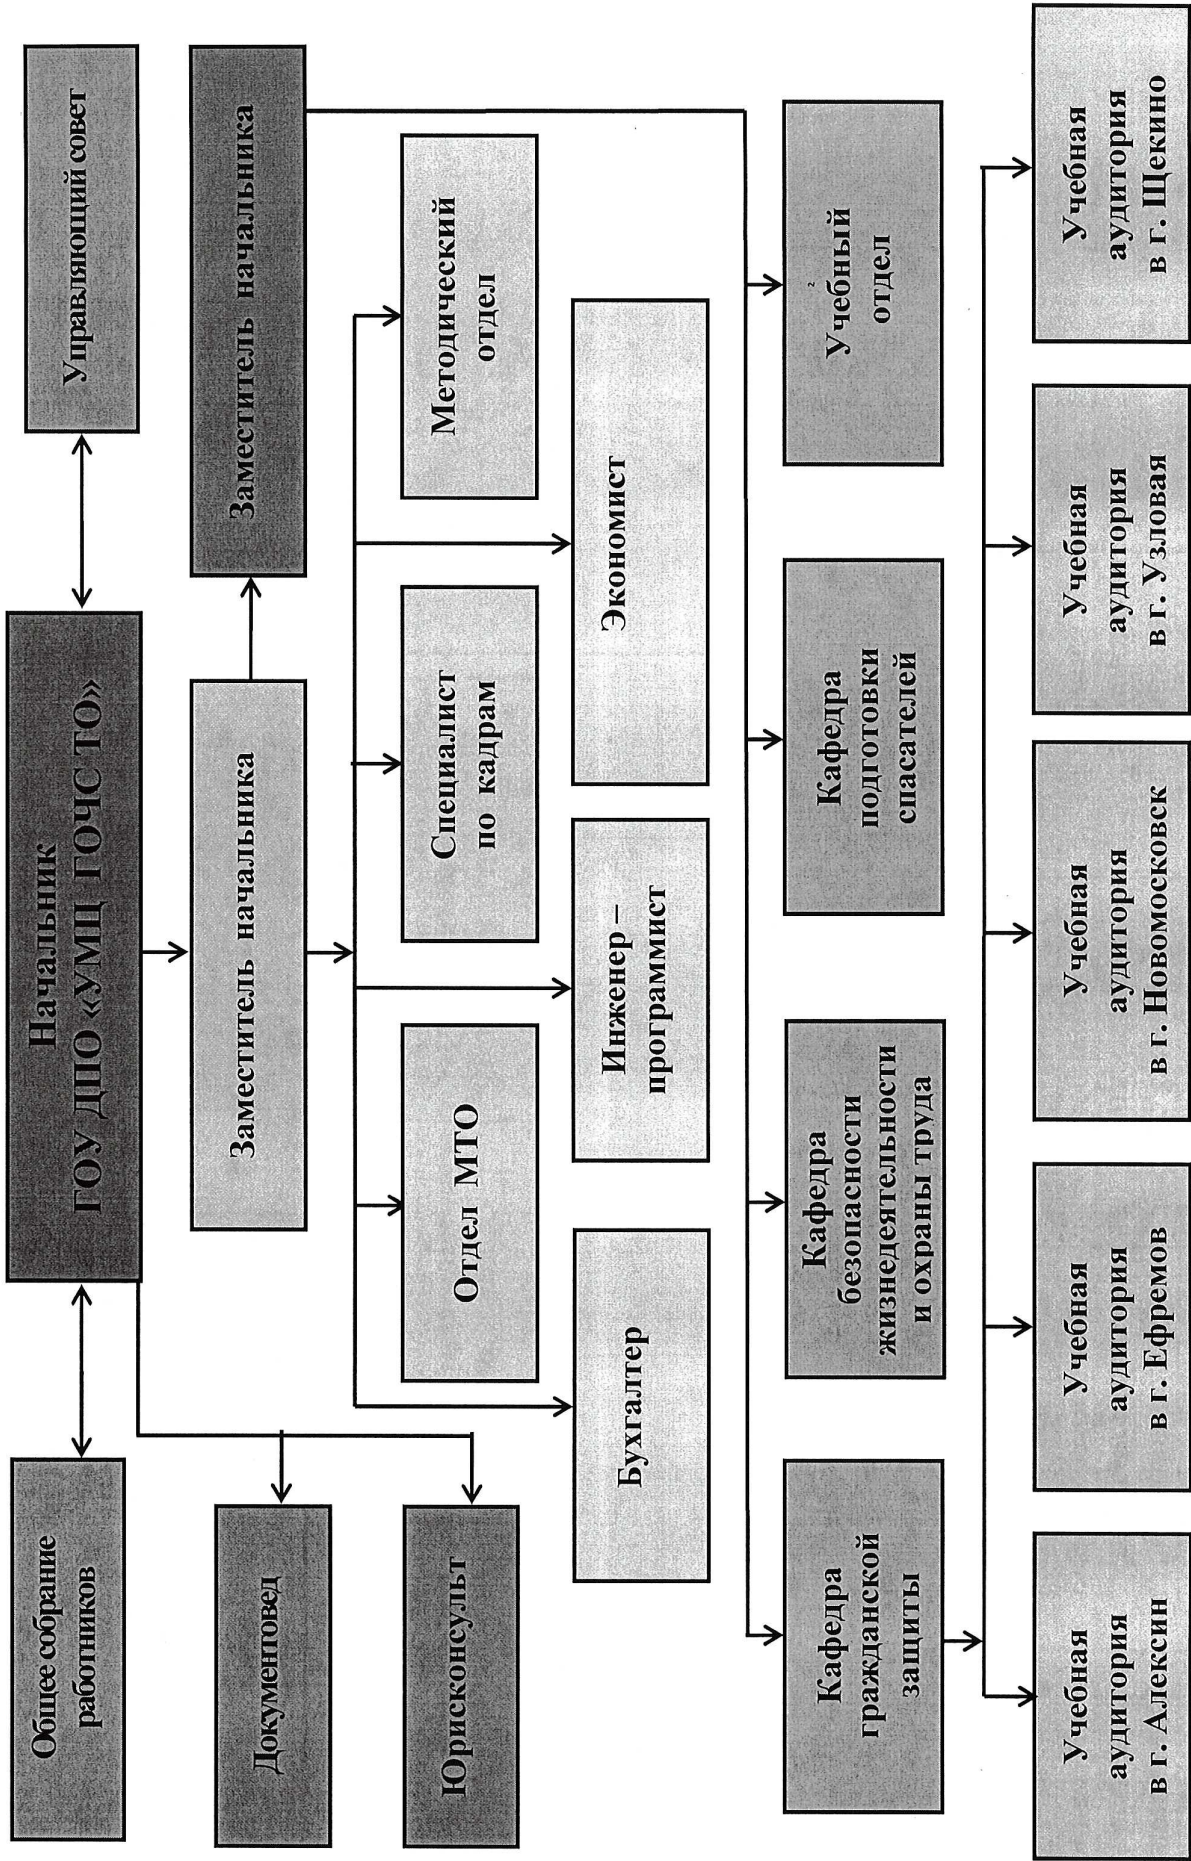 Начальник
ГОУ ДПО «УМЦ ГОЧС ТО»
Общее собрание
работников
Управляющий совет
Заместитель начальника
Заместитель начальника
Документовед
Юрисконсульт
Отдел МТО
Специалист
по кадрам
Методический
отдел
Бухгалтер
Инженер –
программист
Экономист
Кафедра
гражданской
защиты
Кафедра
безопасности
жизнедеятельности
и охраны труда
Кафедра
подготовки
спасателей
Учебный
отдел
Учебная
аудитория
в г. Алексин
Учебная
аудитория
в г. Ефремов
Учебная
аудитория
в г. Новомосковск
Учебная
аудитория
в г. Узловая
Учебная
аудитория
в г. Щекино